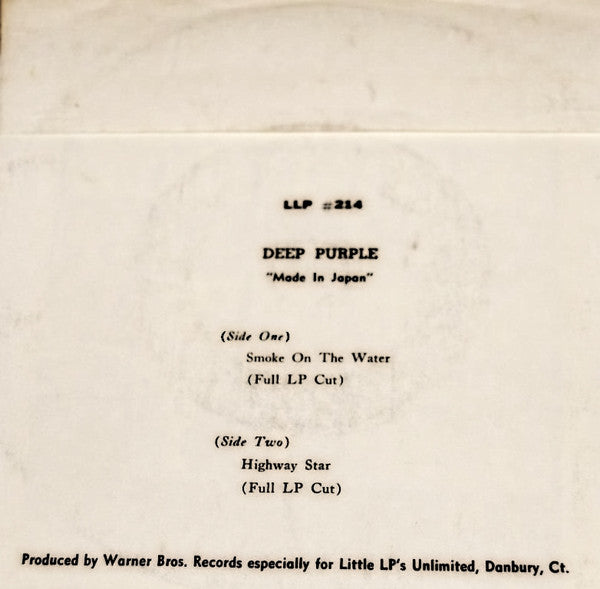 LLP #214
DEEP PURPLE
"Made In Japan"
(Side One)
Smoke On The Water
(Full LP Cut)
(Side Two)
Highway Star
(Full LP Cut)
Produced by Warner Bros. Records especially for Little LP's Unlimited, Danbury, Ct.